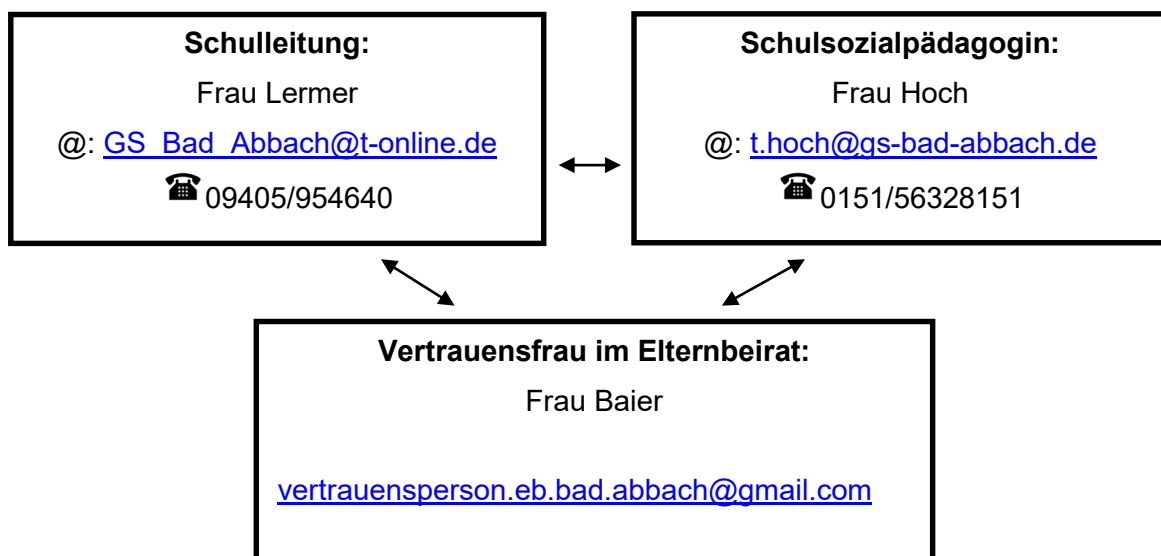 Schulleitung:
Frau Lermer
@: GS_Bad_Abbach@t-online.de
☎09405/954640
Schulsozialpädagogin:
Frau Hoch
@: t.hoch@gs-bad-abbach.de
☎0151/56328151
Vertrauensfrau im Elternbeirat:
Frau Baier
vertrauensperson.eb.bad.abbach@gmail.com